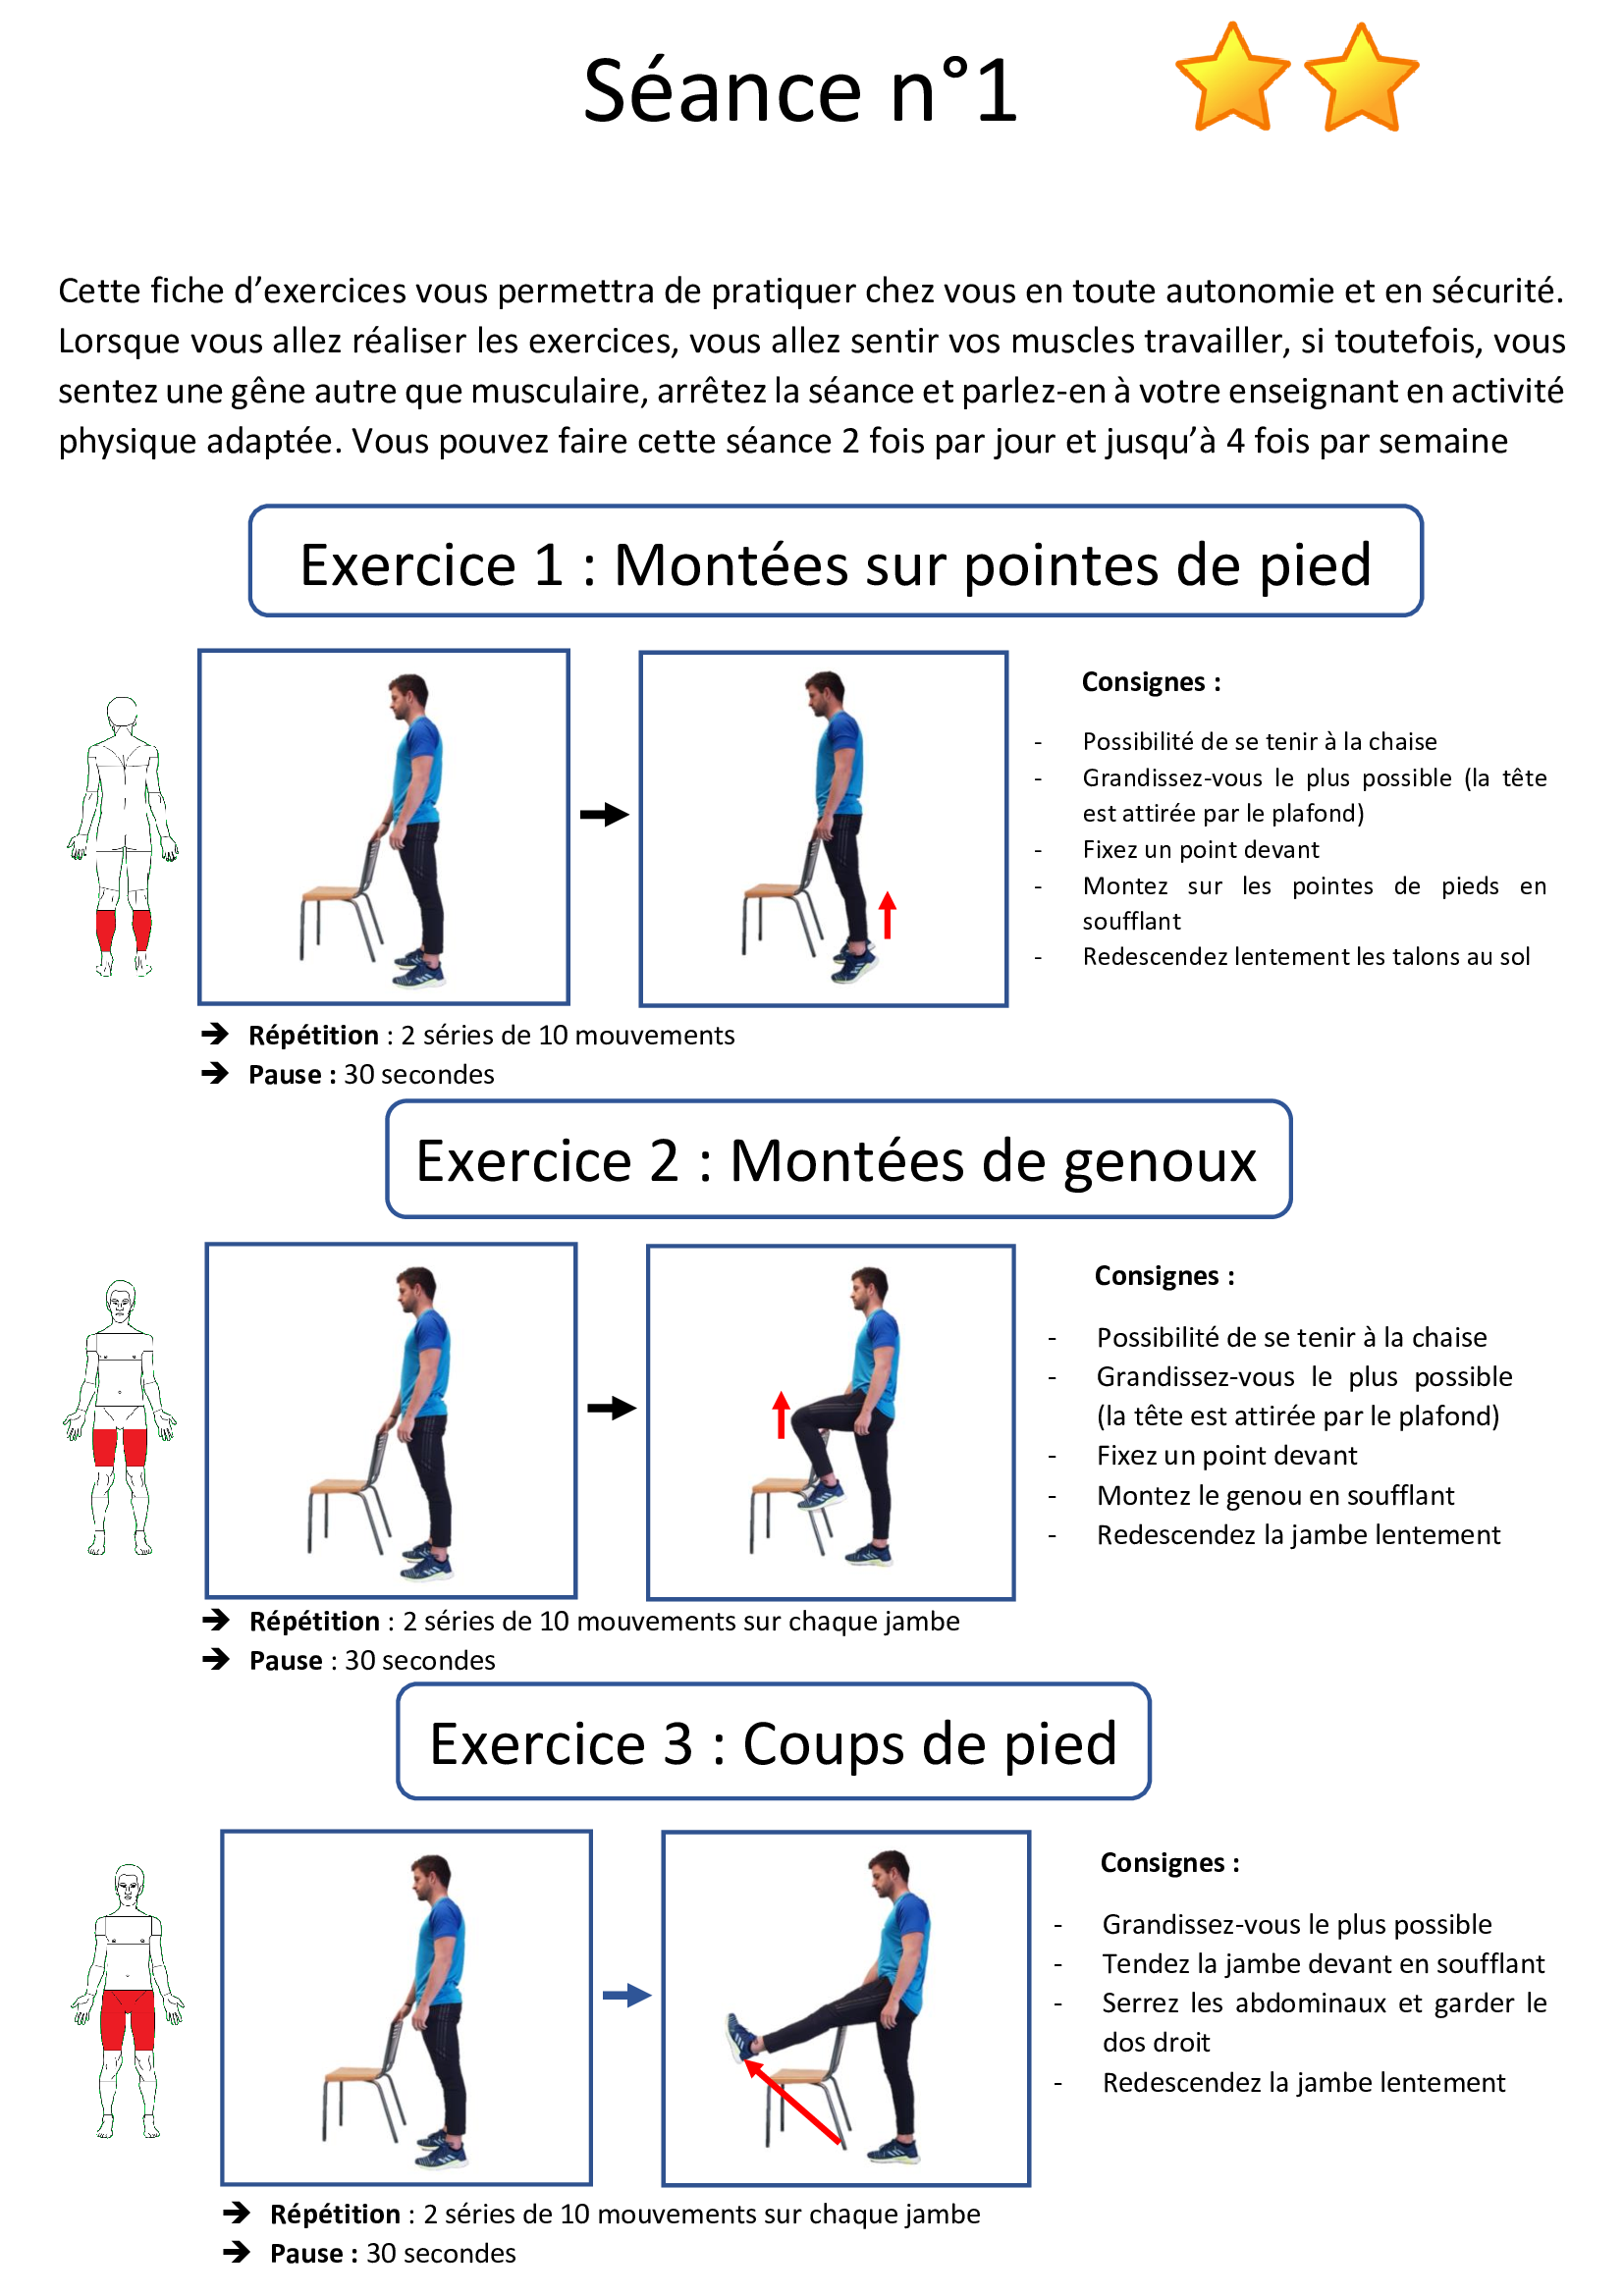 Séance n°1
Cette fiche d’exercices vous permettra de pratiquer chez vous en toute autonomie et en sécurité.
Lorsque vous allez réaliser les exercices, vous allez sentir vos muscles travailler, si toutefois, vous
sentez une gêne autre que musculaire, arrêtez la séance et parlez-en à votre enseignant en activité
physique adaptée. Vous pouvez faire cette séance 2 fois par jour et jusqu’à 4 fois par semaine
Exercice 1 : Montées sur pointes de pied
Consignes :
- Possibilité de se tenir à la chaise
- Grandissez-vous le plus possible (la tête
est attirée par le plafond)
- Fixez un point devant
- Montez sur les pointes de pieds en
soufflant
- Redescendez lentement les talons au sol
➔ Répétition : 2 séries de 10 mouvements
➔ Pause : 30 secondes
Exercice 2 : Montées de genoux
Consignes :
- Possibilité de se tenir à la chaise
- Grandissez-vous le plus possible
(la tête est attirée par le plafond)
- Fixez un point devant
- Montez le genou en soufflant
- Redescendez la jambe lentement
➔ Répétition : 2 séries de 10 mouvements sur chaque jambe
➔ Pause : 30 secondes
Exercice 3 : Coups de pied
Consignes :
- Grandissez-vous le plus possible
- Tendez la jambe devant en soufflant
- Serrez les abdominaux et garder le
dos droit
- Redescendez la jambe lentement
➔ Répétition : 2 séries de 10 mouvements sur chaque jambe
➔ Pause : 30 secondes